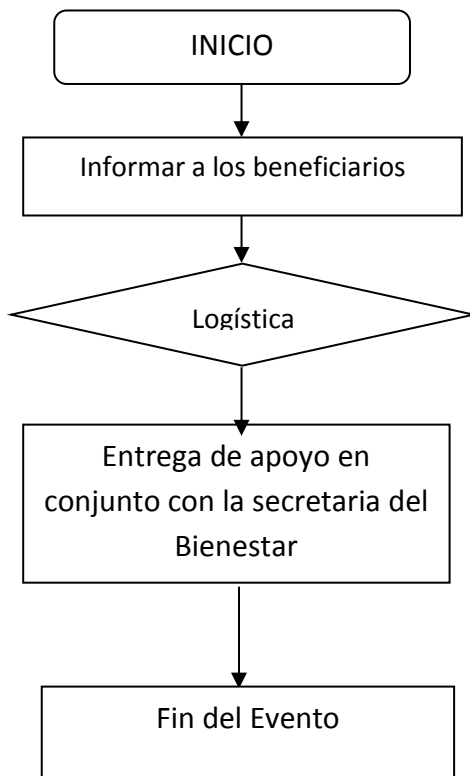 INICIO
Informar a los beneficiarios
Logística
Entrega de apoyo en
conjunto con la secretaria del
Bienestar
Fin del Evento